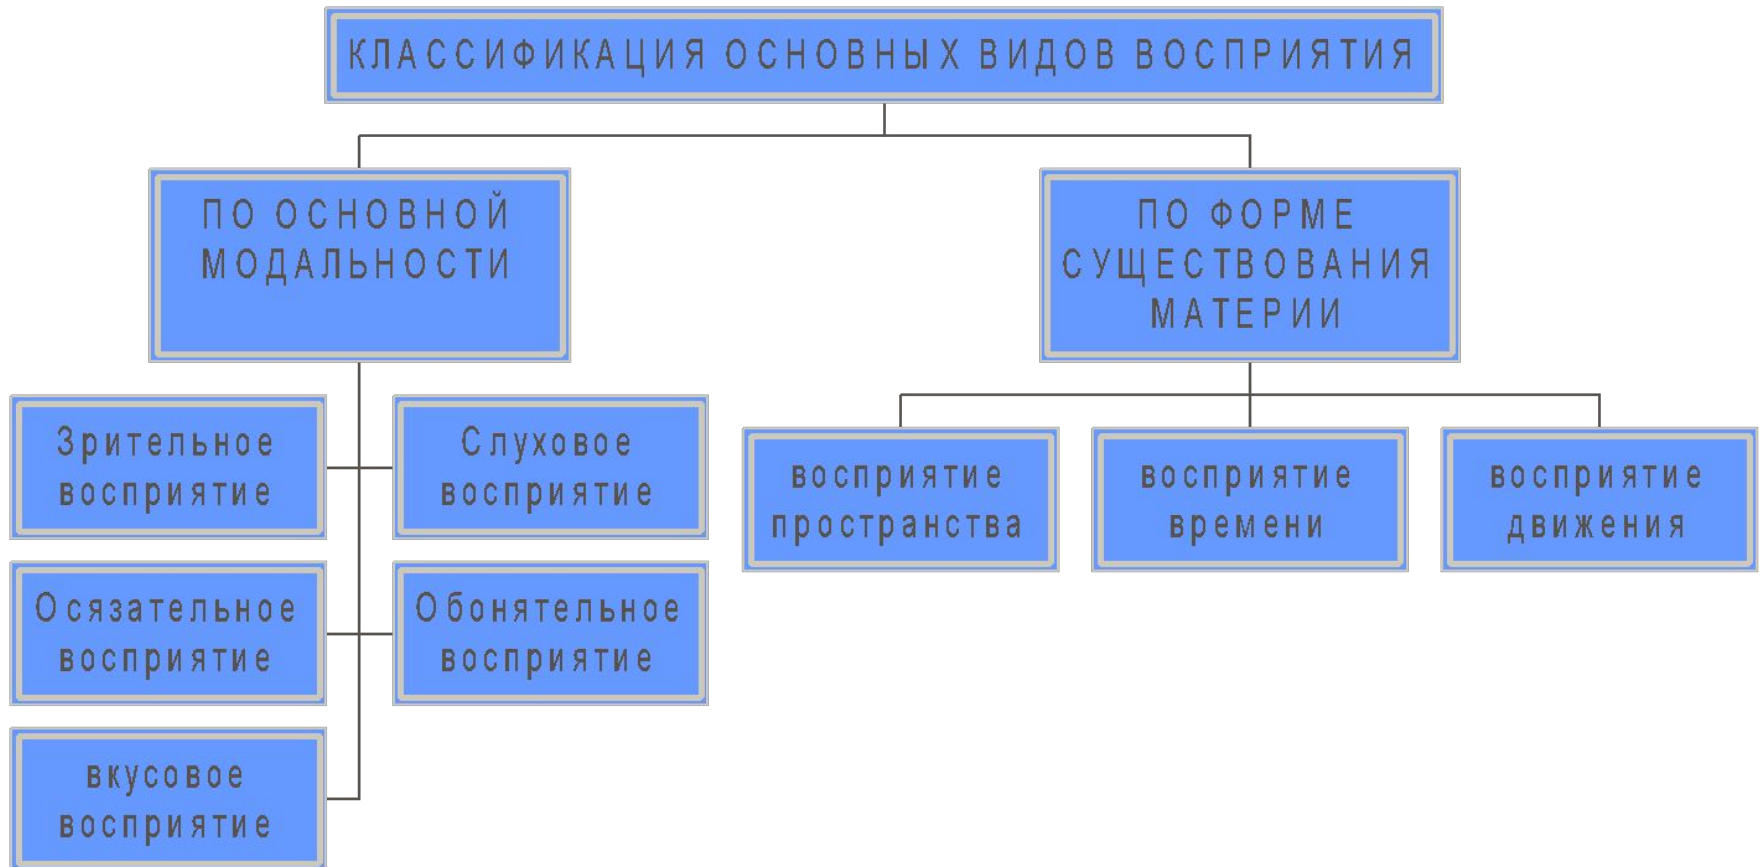 КЛАССИФИКАЦИЯ ОСНОВНЫХ ВИДОВ ВОСПРИЯТИЯ
ПО ОСНОВНОЙ
МОДАЛЬНОСТИ
ПО ФОРМЕ
СУЩЕСТВОВАНИЯ
МАТЕРИИ
Зрительное
восприятие
Слуховое
восприятие
Осязательное
восприятие
Обонятельное
восприятие
вкусовое
восприятие
восприятие
пространства
восприятие
времени
восприятие
движения